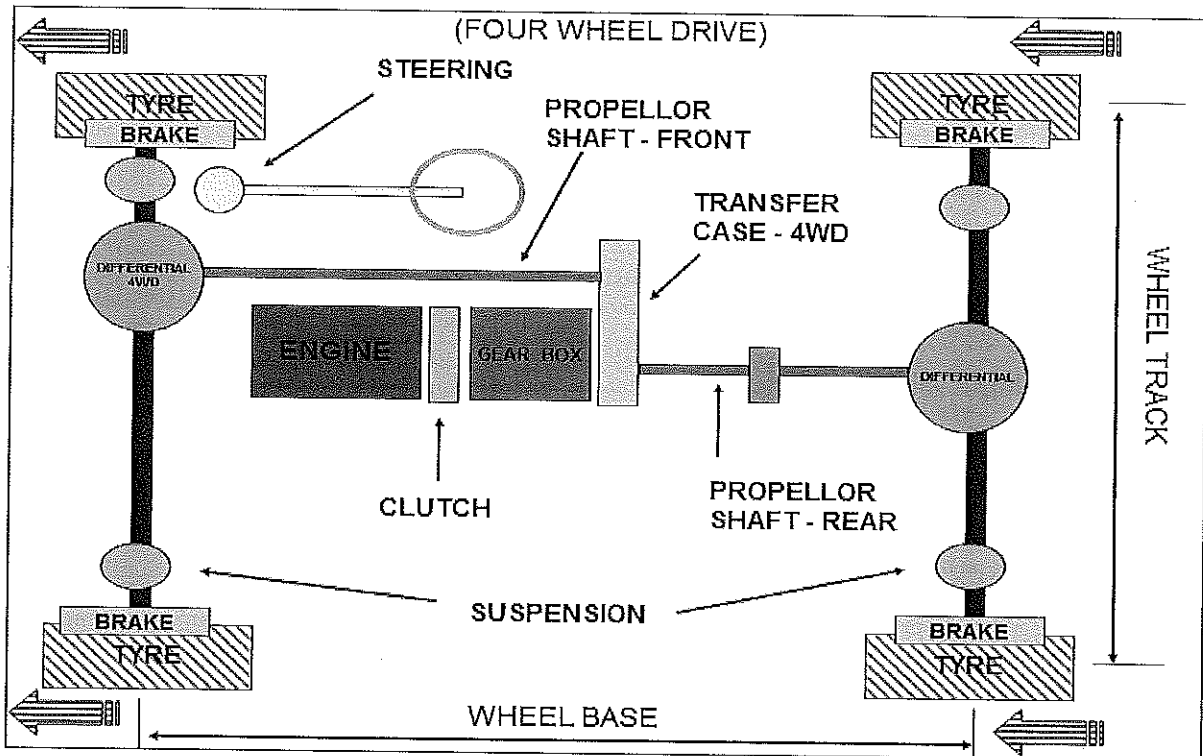 (FOUR WHEEL DRIVE)
STEERING
TYRE
BRAKE
PROPELLOR
SHAFT - FRONT
TYRE
BRAKE
TRANSFER
CASE - 4WD
DIFFERENTIAL
4WD
ENGINE
GEAR BOX
DIFFERENTIAL
WHEEL TRACK
CLUTCH
PROPELLOR
SHAFT - REAR
SUSPENSION
BRAKE
TYRE
BRAKE
TYRE
WHEEL BASE